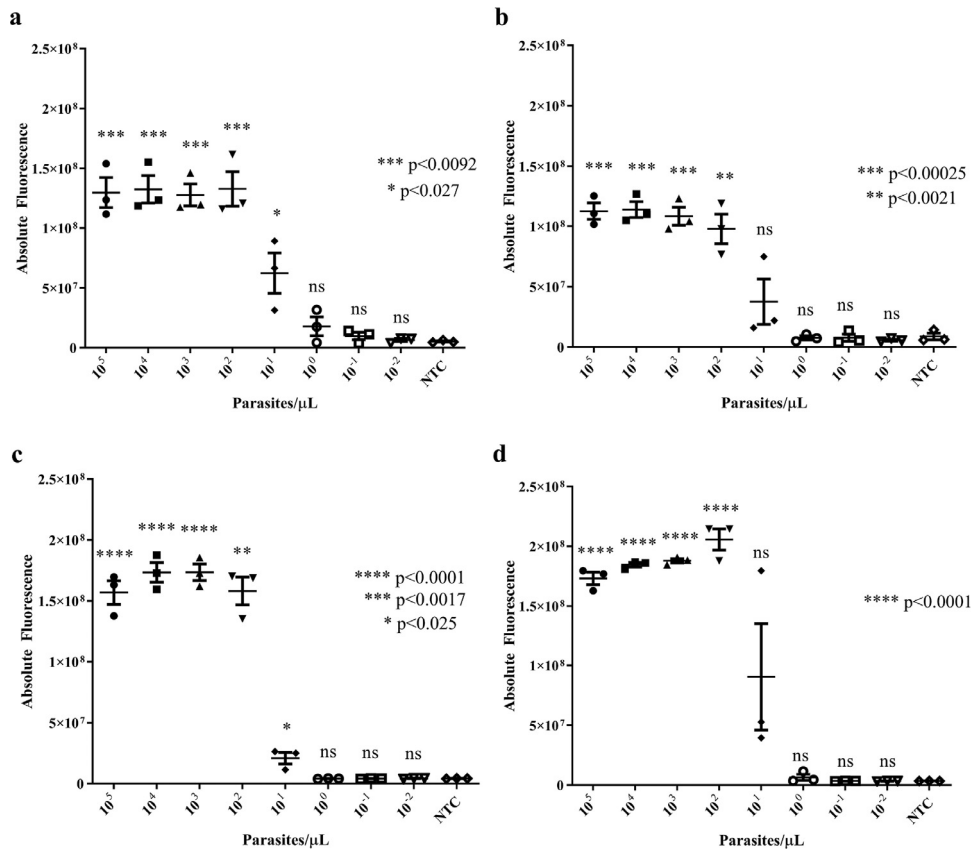 a
2.5×10⁸
2×10⁸
1.5×10⁸
1×10⁸
5×10⁷
0
Absolute Fluorescence
*** *** *** *** * ns ns ns
*** p<0.0092
* p<0.027
10⁵ 10⁴ 10³ 10⁻² 10¹ 10⁰ 10⁻¹ 10⁻² NTC
Parasites/μL
b
2.5×10⁸
2×10⁸
1.5×10⁸
1×10⁸
5×10⁷
0
Absolute Fluorescence
*** *** *** ** ns ns ns ns
*** p<0.00025
** p<0.0021
10⁵ 10⁴ 10³ 10² 10¹ 10⁰ 10⁻¹ 10⁻² NTC
Parasites/μL
c
2.5×10⁸
2×10⁸
1.5×10⁸
1×10⁸
5×10⁷
0
Absolute Fluorescence
**** **** **** ** * ns ns ns
**** p<0.0001
*** p<0.0017
* p<0.025
10⁵ 10⁴ 10³ 10² 10¹ 10⁰ 10⁻¹ 10⁻² NTC
Parasites/μL
d
2.5×10⁸
2×10⁸
1.5×10⁸
1×10⁸
5×10⁷
0
Absolute Fluorescence
**** **** **** **** ns ns ns ns
**** p<0.0001
10⁵ 10⁴ 10³ 10² 10¹ 10⁰ 10⁻¹ 10⁻² NTC
Parasites/μL